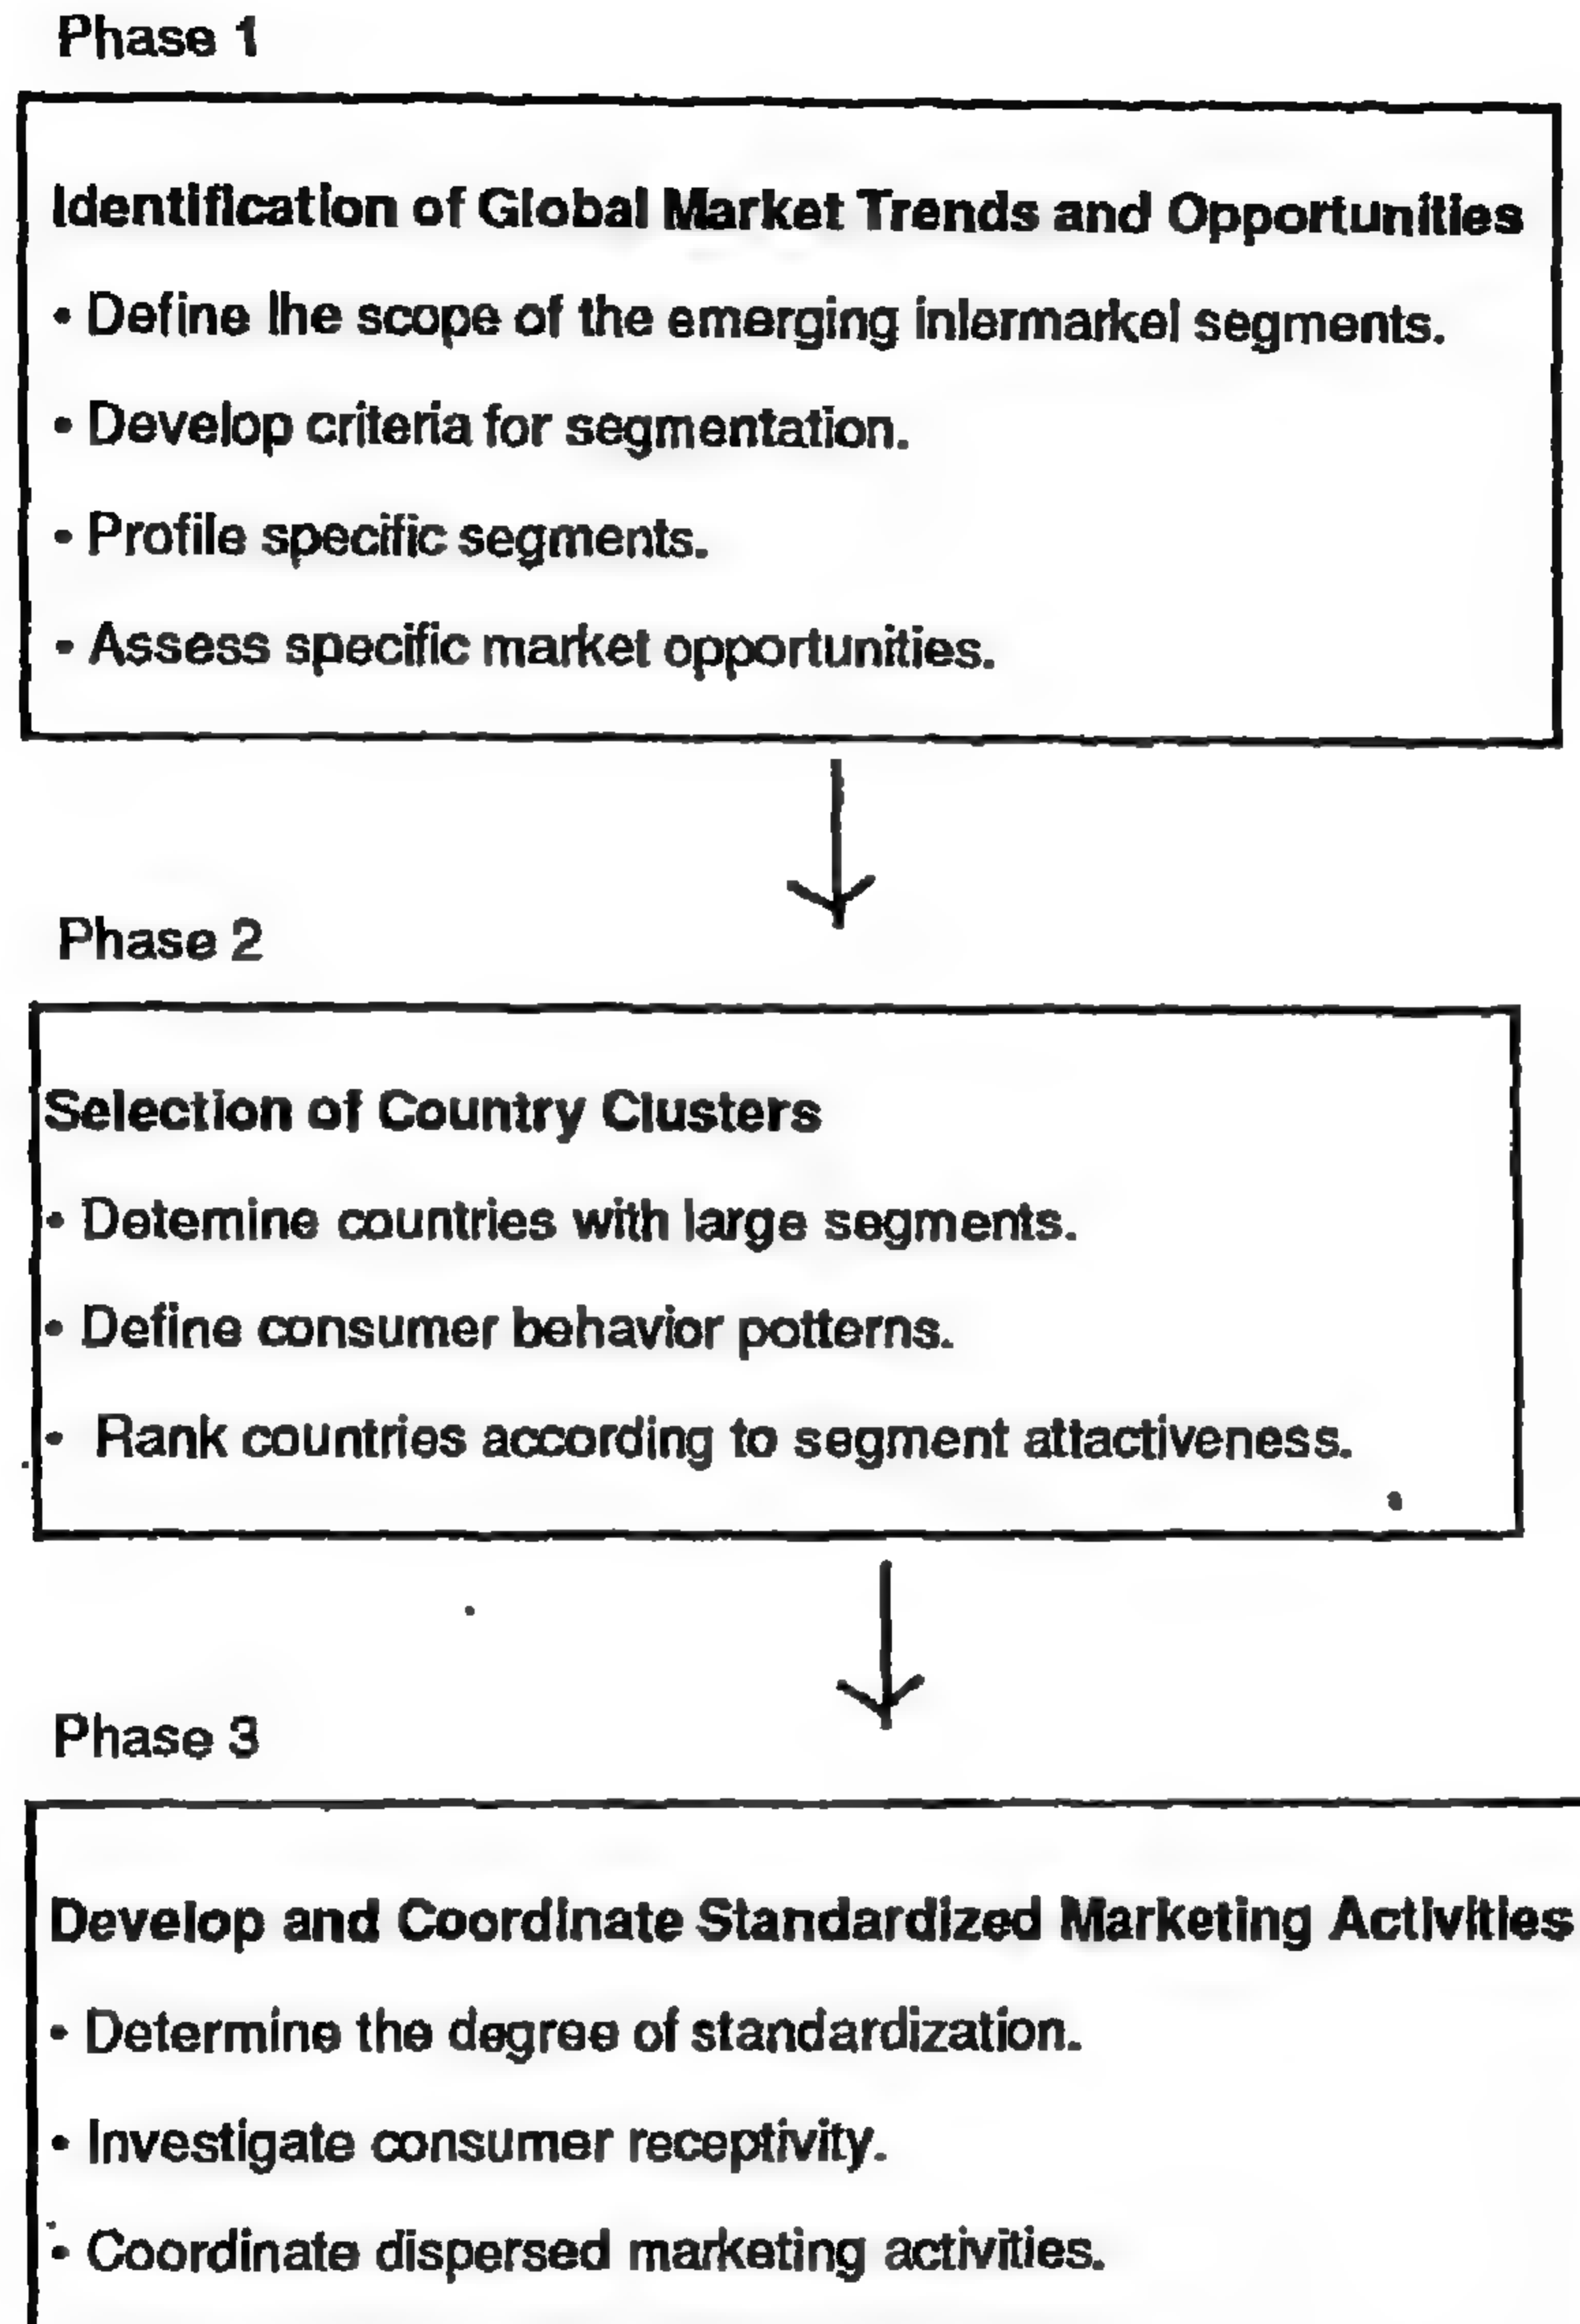 Phase 1
Identification of Global Market Trends and Opportunities
• Define lhe scope of the emerging inlermarkel segments.
• Develop criteria for segmentation.
• Profile specific segments.
• Assess specific market opportunities.
Phase 2
Selection of Country Clusters
• Detemine countries with large segments.
• Define consumer behavior potterns.
• Rank countries according to segment attactiveness.
Phase 3
Develop and Coordinate Standardized Marketing Activities
• Determine the degree of standardization.
• Investigate consumer receptivity.
• Coordinate dispersed marketing activities.